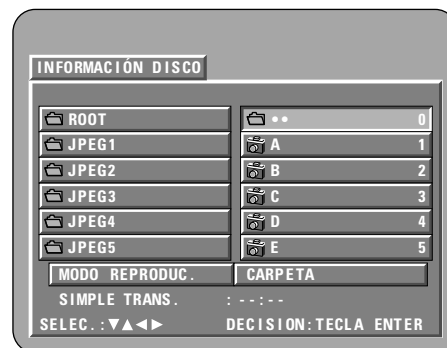 INFORMACIÓN DISCO
ROOT
•• 0
JPEG1
A 1
JPEG2
B 2
JPEG3
C 3
JPEG4
D 4
JPEG5
E 5
MODO REPRODUC. CARPETA
SIMPLE TRANS. : --:--
SELEC.:▼▲◄► DECISION:TECLA ENTER